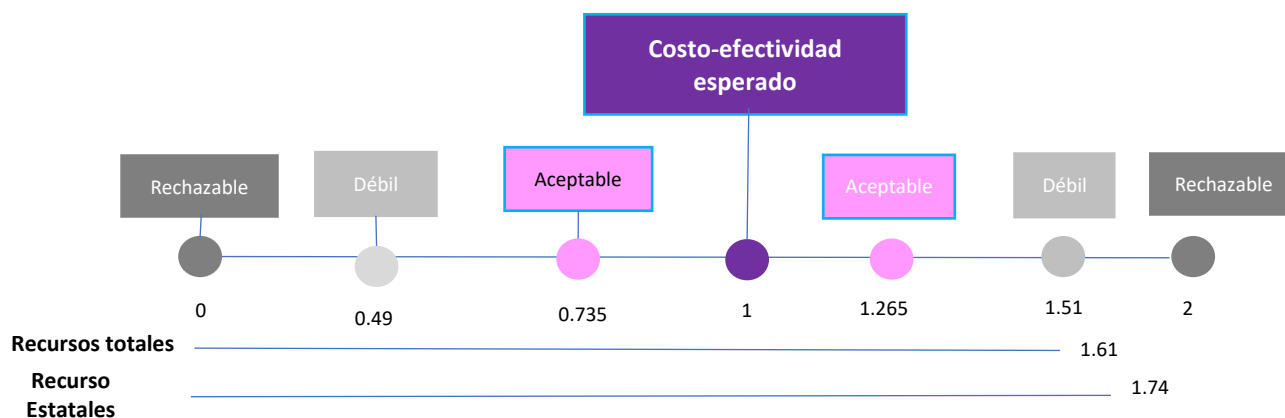 Costo-efectividad
esperado
Rechazable
Débil
Aceptable
Aceptable
Débil
Rechazable
0
0.49
0.735
1
1.265
1.51
2
Recursos totales
1.61
Recurso
Estatales
1.74